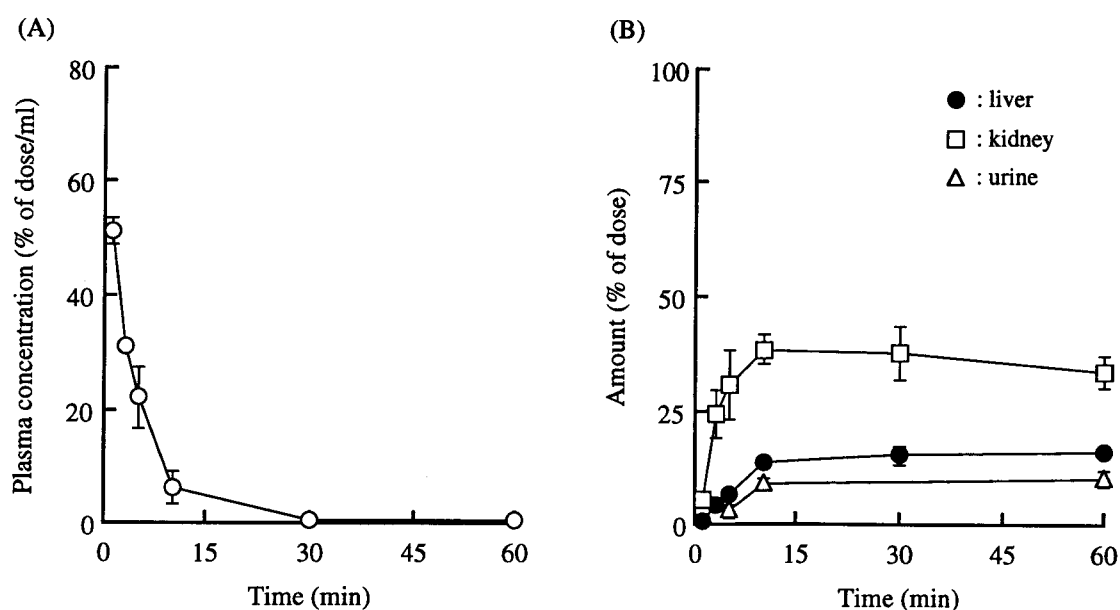 (A)
Plasma concentration (% of dose/ml)
80
60
40
20
0
0 15 30 45 60
Time (min)
(B)
Amount (% of dose)
100
75
50
25
0
● : liver
□ : kidney
△ : urine
0 15 30 45 60
Time (min)